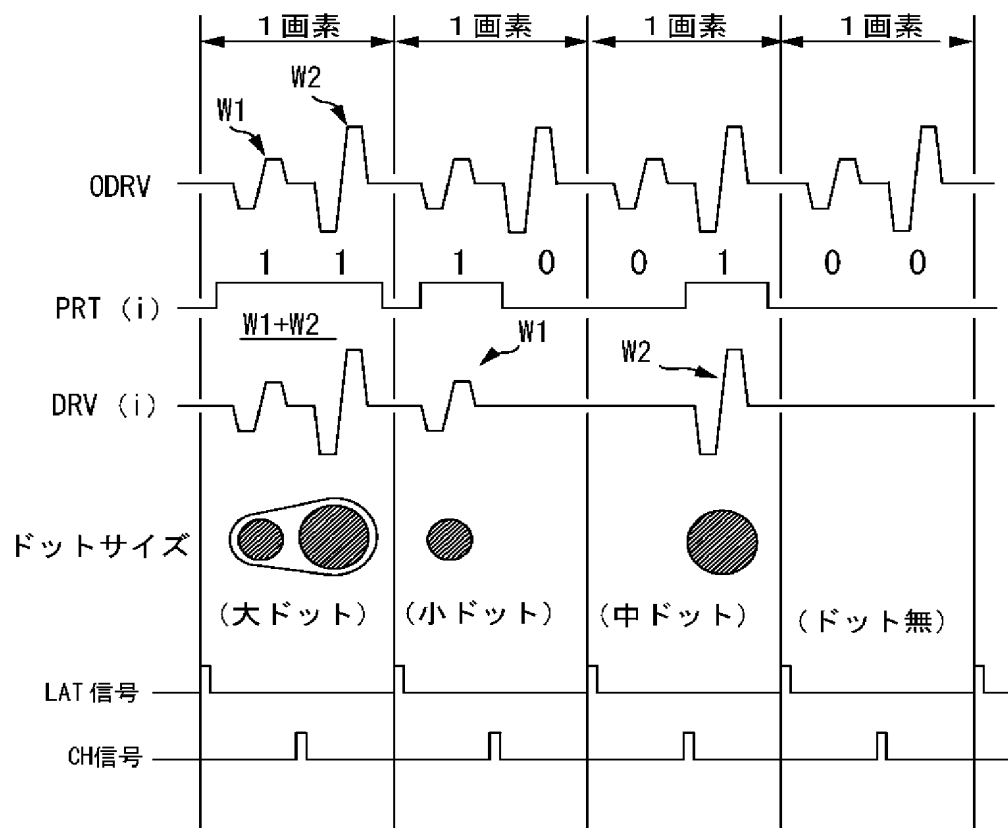 1画素 1画素 1画素 1画素
W1 W2
ODRV
1 1 1 0 0 1 0 0
PRT (i)
W1+W2 W1 W2
DRV (i)
ドットサイズ
(大ドット) (小ドット) (中ドット) (ドット無)
LAT信号
CH信号